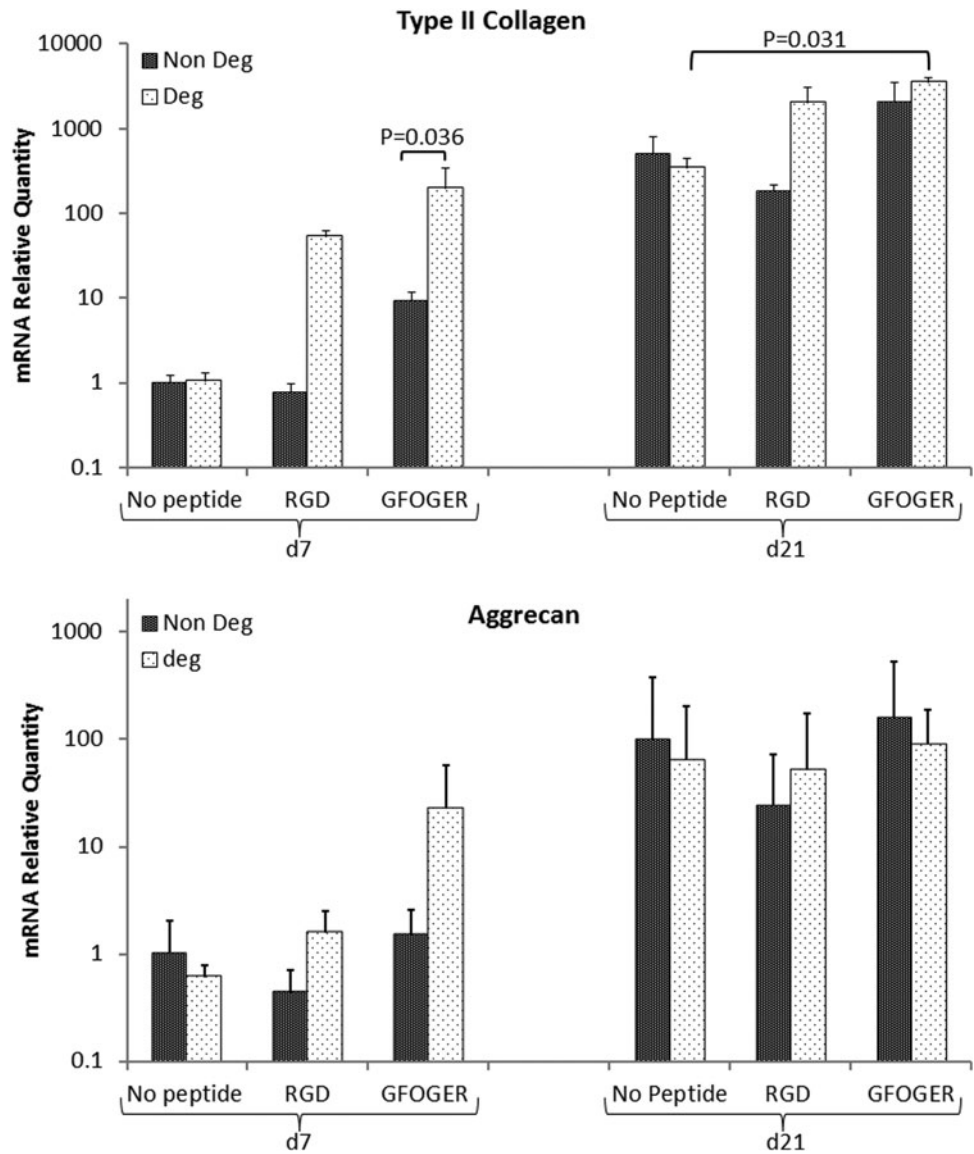 Type II Collagen
10000
1000
100
10
1
0.1
mRNA Relative Quantity
Non Deg
Deg
P=0.036
P=0.031
No peptide RGD GFOGER No Peptide RGD GFOGER
d7 d21
Aggrecan
1000
100
10
1
0.1
mRNA Relative Quantity
Non Deg
deg
No peptide RGD GFOGER No Peptide RGD GFOGER
d7 d21